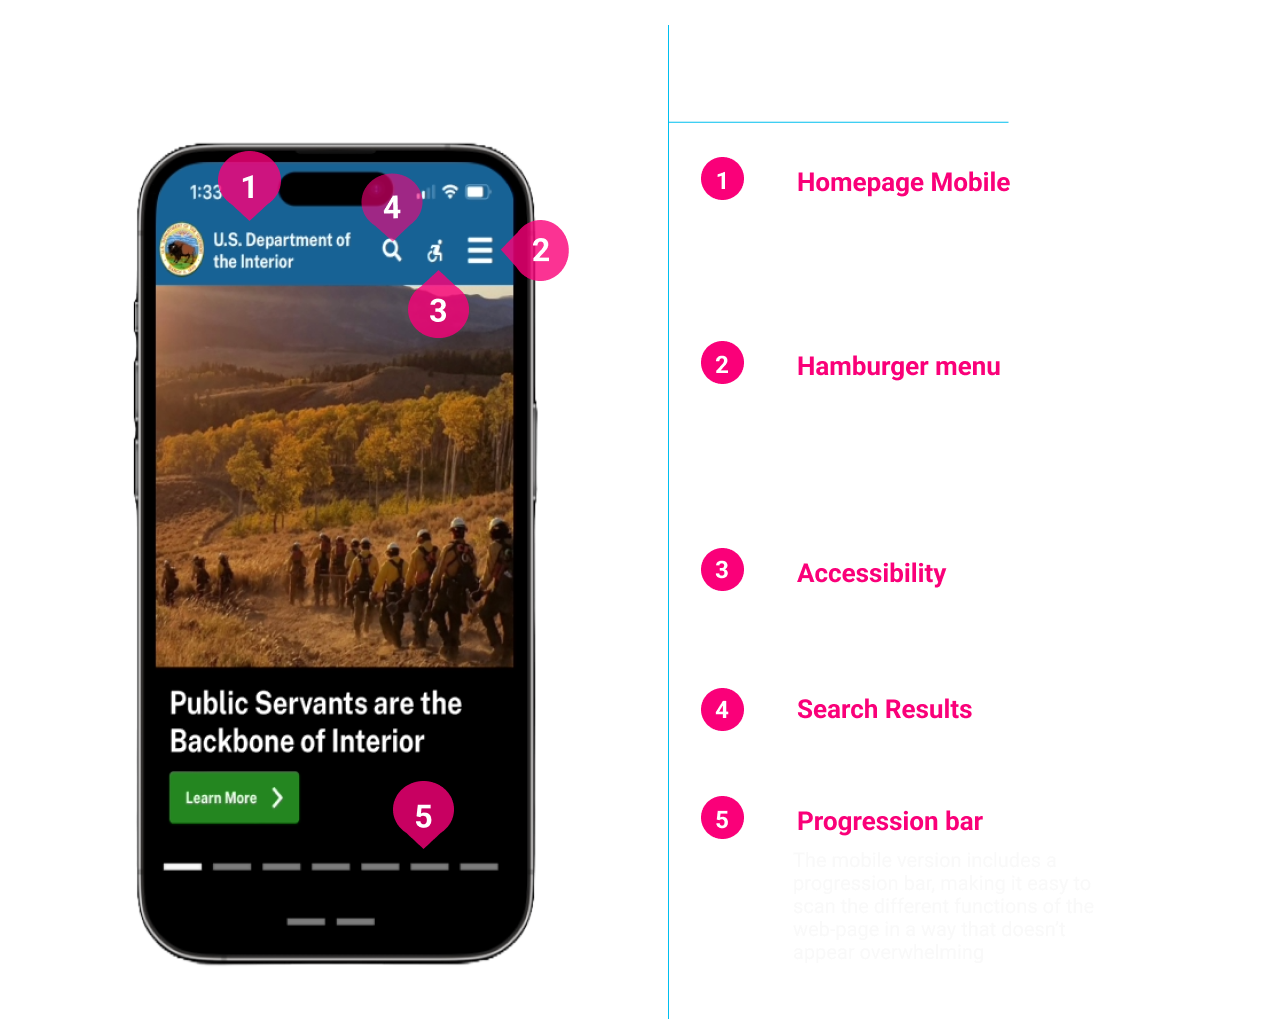 1:33
1
4
U.S. Department of
the Interior
2
3
Public Servants are the
Backbone of Interior
Learn More
5
1
Homepage Mobile
2
Hamburger menu
3
Accessibility
4
Search Results
5
Progression bar
The mobile version includes a
progression bar, making it easy to
scan the different functions of the
web-page in a way that doesn't
appear overwhelming